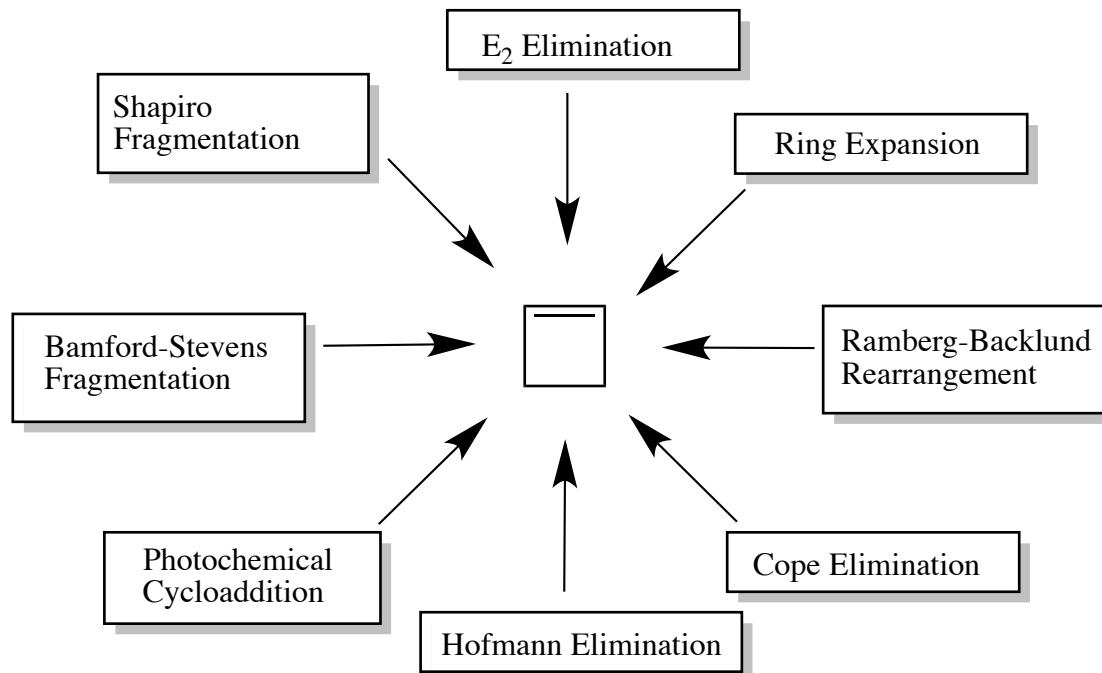 E₂ Elimination
Shapiro
Fragmentation
Ring Expansion
Bamford-Stevens
Fragmentation
Ramberg-Backlund
Rearrangement
Photochemical
Cycloaddition
Cope Elimination
Hofmann Elimination